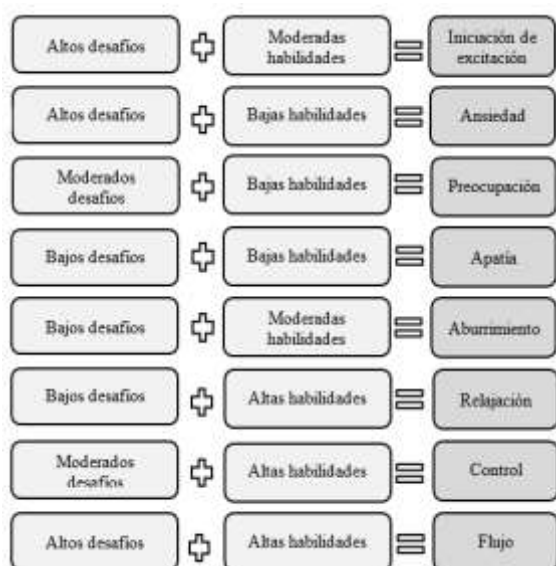 Altos desafíos
Moderadas
habilidades
Iniciación de
excitación
Altos desafíos
Bajas habilidades
Ansiedad
Moderados
desafíos
Bajas habilidades
Preocupación
Bajos desafíos
Bajas habilidades
Apatía
Bajos desafíos
Moderadas
habilidades
Aburrimiento
Bajos desafíos
Altas habilidades
Relajación
Moderados
desafíos
Altas habilidades
Control
Altos desafíos
Altas habilidades
Flujo